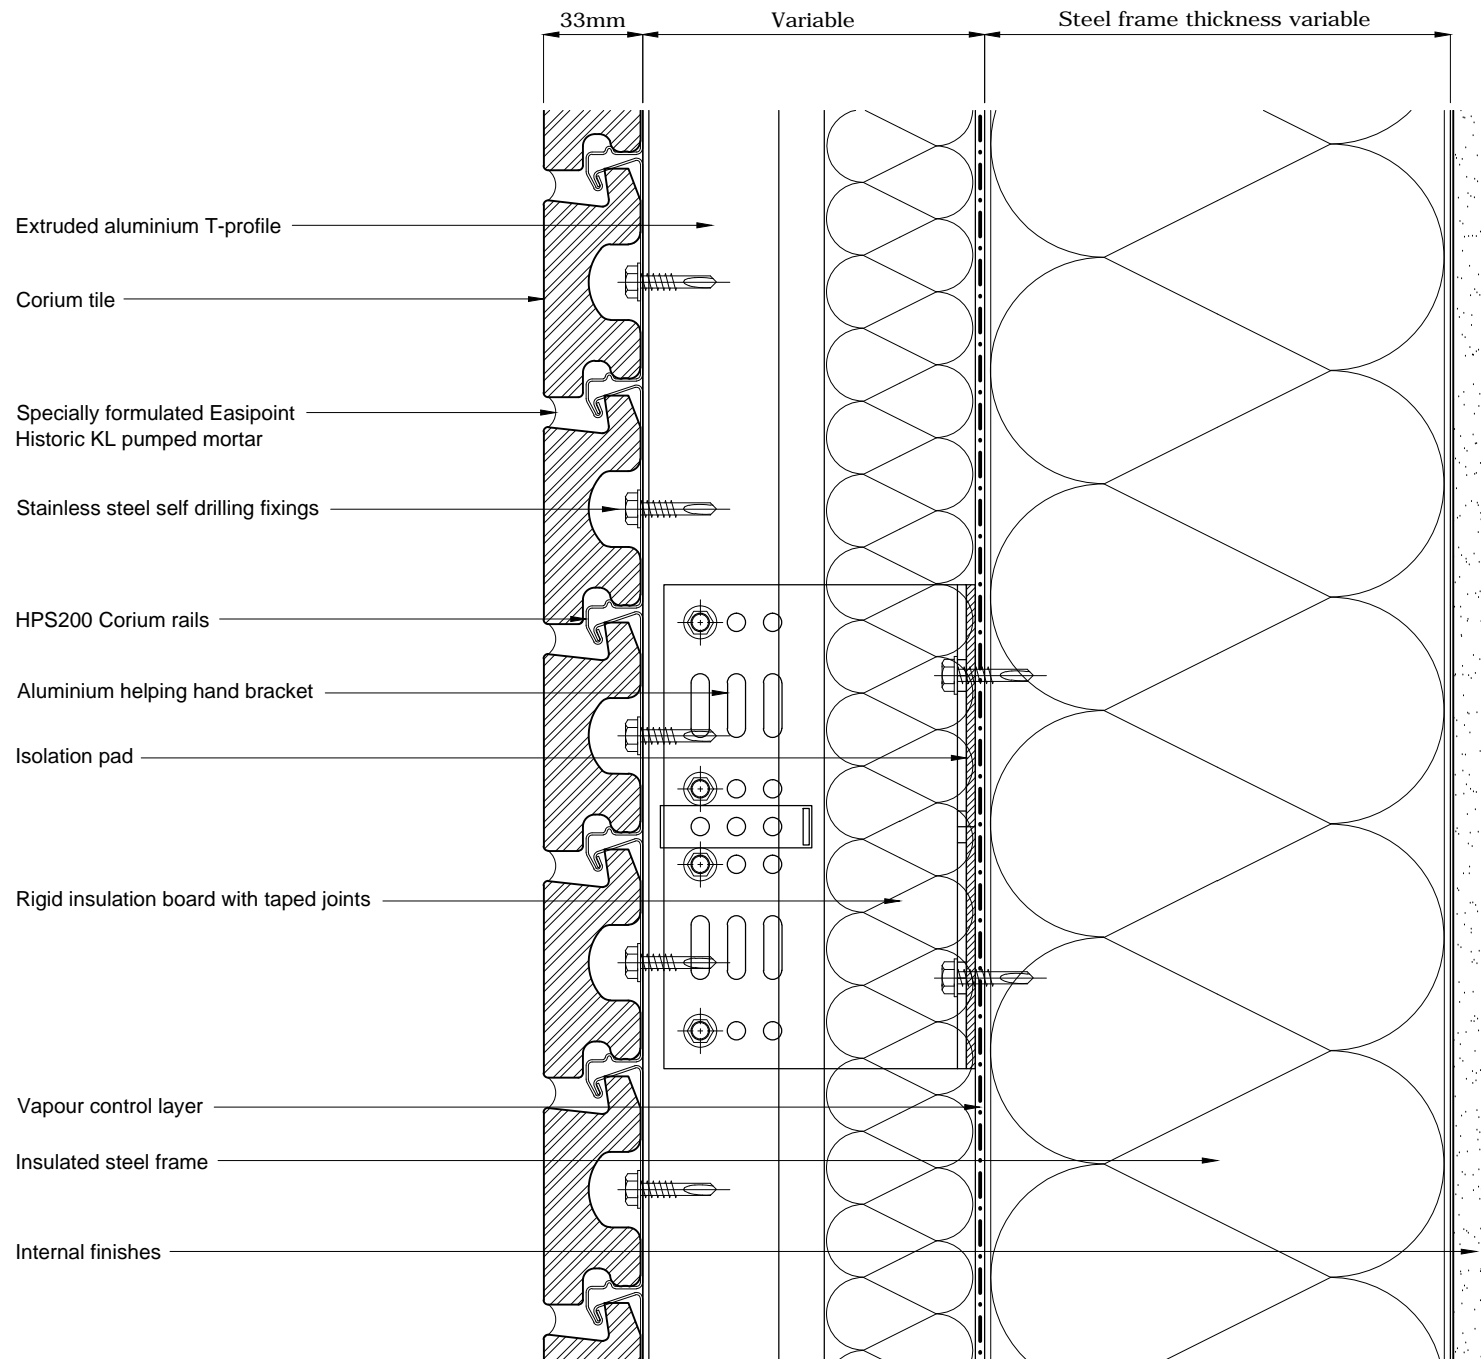 33mm
Variable
Steel frame thickness variable
Extruded aluminium T-profile
Corium tile
Specially formulated Easipoint
Historic KL pumped mortar
Stainless steel self drilling fixings
HPS200 Corium rails
Aluminium helping hand bracket
Isolation pad
Rigid insulation board with taped joints
Vapour control layer
Insulated steel frame
Internal finishes